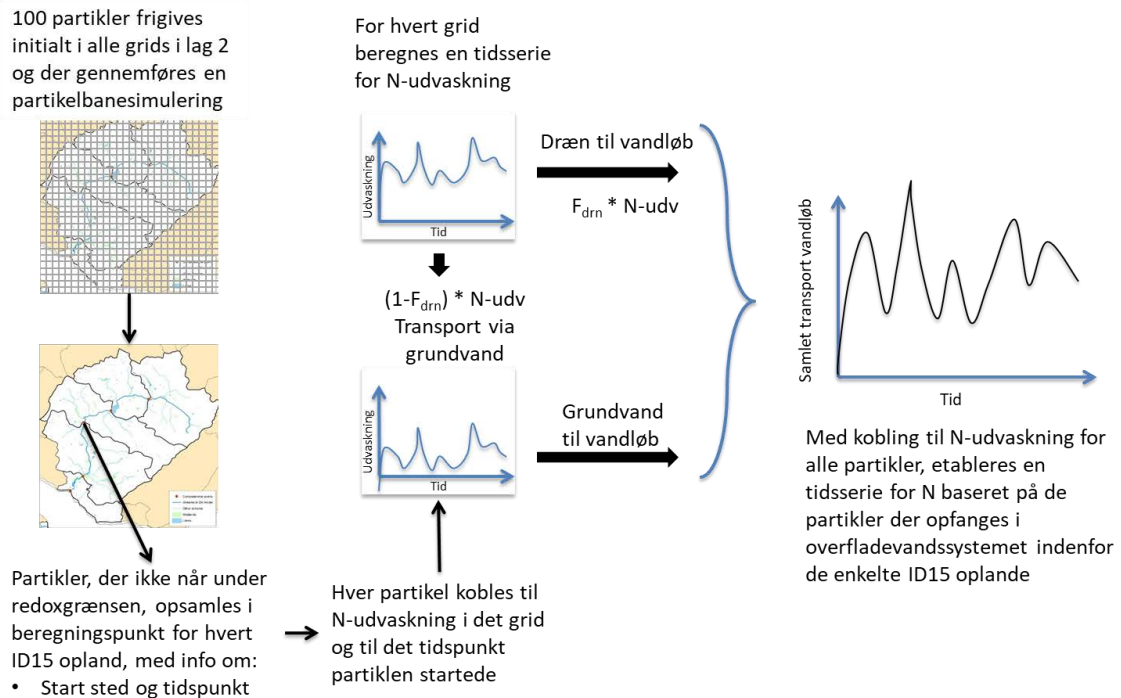 100 partikler frigives
initialt i alle grids i lag 2
og der gennemføres en
partikelbanesimulering
Partikler, der ikke når under
redoxgrænsen, opsamles i
beregningspunkt for hvert
ID15 opland, med info om:
• Start sted og tidspunkt
For hvert grid
beregnes en tidsserie
for N-udvaskning
Udvaskning
Tid
(1-Fdrn) * N-udv
Transport via
grundvand
Udvaskning
Tid
Hver partikel kobles til
N-udvaskning i det grid
og til det tidspunkt
partiklen startede
Dræn til vandløb
Fdrn * N-udv
Grundvand
til vandløb
Samlet transport vandløb
Tid
Med kobling til N-udvaskning for
alle partikler, etableres en
tidsserie for N baseret på de
partikler der opfanges i
overfladevandssystemet indenfor
de enkelte ID15 oplande